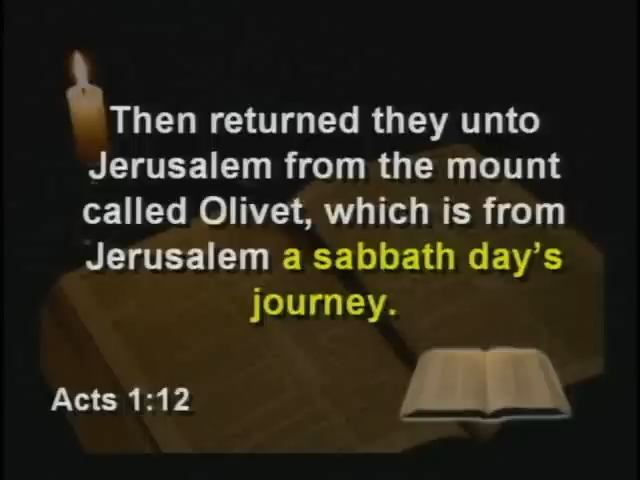 Then returned they unto
Jerusalem from the mount
called Olivet, which is from
Jerusalem a sabbath day's
journey.
Acts 1:12